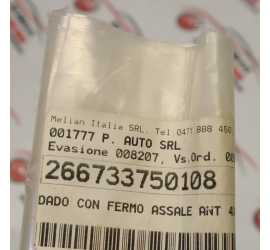 Melian Italia SRL. Tel 0471 888 450
001777 P. AUTO SRL
Evasione 008207, Vs.Ord.
266733750108
DADO CON FERMO ASSALE ANT